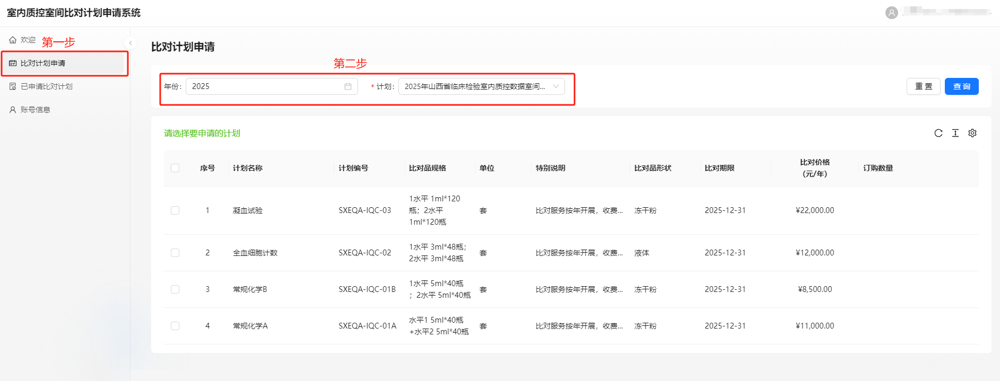 室内质控室间比对计划申请系统
欢迎
第一步
比对计划申请
已申请比对计划
账号信息
比对计划申请
第二步
年份：
2025
* 计划：
2025年山西省临床检验室内质控数据室间...
重 置
查 询
请选择要申请的计划
序号
计划名称
计划编号
比对品规格
单位
特别说明
比对品形状
比对期限
比对价格
(元/年)
订购数量
1
凝血试验
SXEQA-IQC-03
1水平 1ml*120
瓶；2水平
1ml*120瓶
套
比对服务按年开展，收费...
冻干粉
2025-12-31
¥22,000.00
2
全血细胞计数
SXEQA-IQC-02
1水平 3ml*48瓶；
2水平 3ml*48瓶
套
比对服务按年开展，收费...
液体
2025-12-31
¥12,000.00
3
常规化学B
SXEQA-IQC-01B
1水平 5ml*40瓶
；2水平 5ml*40瓶
套
比对服务按年开展，收费...
冻干粉
2025-12-31
¥8,500.00
4
常规化学A
SXEQA-IQC-01A
水平1 5ml*40瓶
+水平2 5ml*40瓶
套
比对服务按年开展，收费...
冻干粉
2025-12-31
¥11,000.00